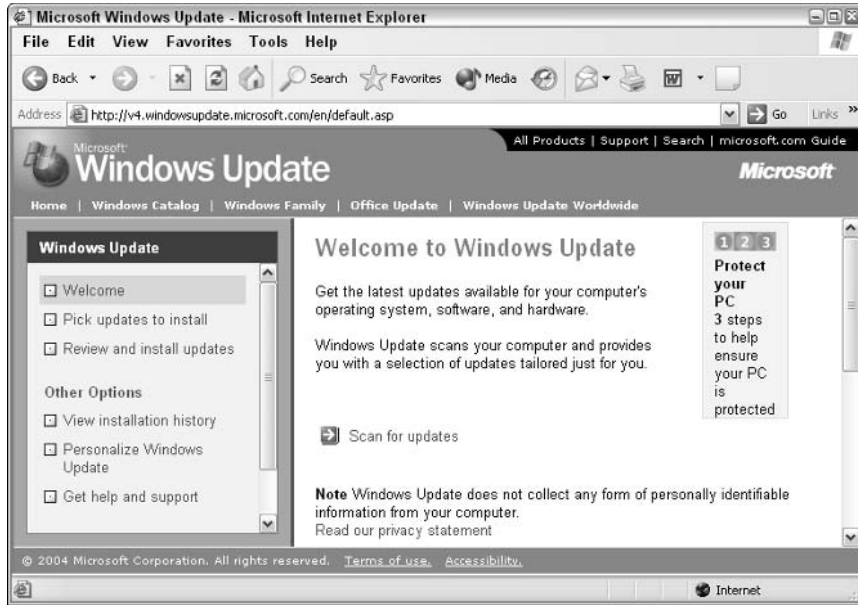 Microsoft Windows Update - Microsoft Internet Explorer
File Edit View Favorites Tools Help
Back Search Favorites Media
Address http://v4.windowsupdate.microsoft.com/en/default.asp Go Links »
All Products | Support | Search | microsoft.com Guide
Microsoft
Windows Update
Microsoft
Home | Windows Catalog | Windows Family | Office Update | Windows Update Worldwide
Windows Update
Welcome
Pick updates to install
Review and install updates
Other Options
View installation history
Personalize Windows
Update
Get help and support
Welcome to Windows Update
Get the latest updates available for your computer's
operating system, software, and hardware.
Windows Update scans your computer and provides
you with a selection of updates tailored just for you.
Scan for updates
Note Windows Update does not collect any form of personally identifiable
information from your computer.
Read our privacy statement
1 2 3
Protect
your
PC
3 steps
to help
ensure
your PC
is
protected
© 2004 Microsoft Corporation. All rights reserved. Terms of use. Accessibility.
Internet